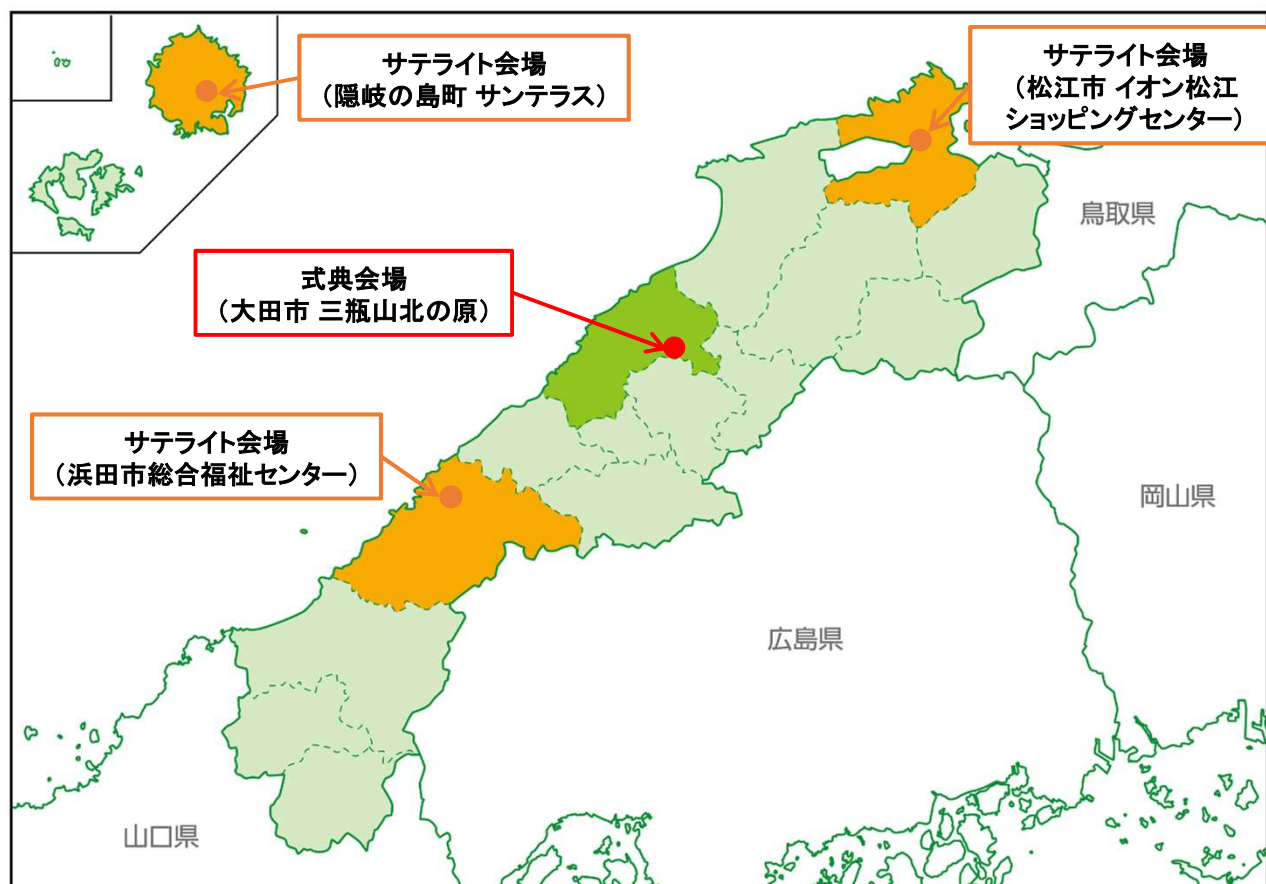 サテライト会場
（隠岐の島町 サンテラス）
サテライト会場
（松江市 イオン松江
ショッピングセンター）
鳥取県
式典会場
（大田市 三瓶山北の原）
サテライト会場
（浜田市総合福祉センター）
岡山県
広島県
山口県